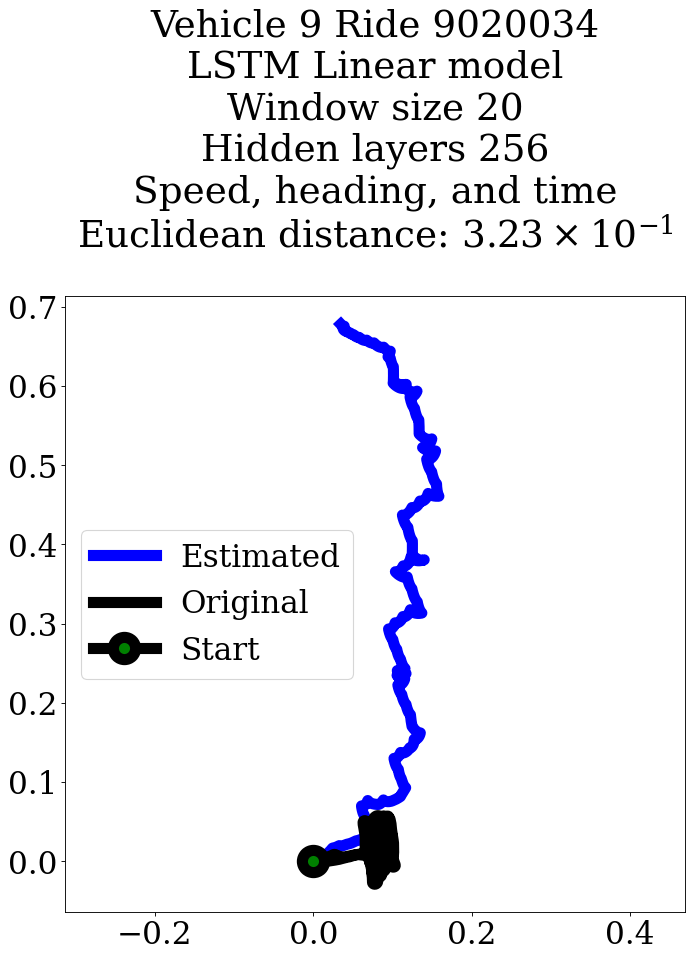 Vehicle 9 Ride 9020034
LSTM Linear model
Window size 20
Hidden layers 256
Speed, heading, and time
Euclidean distance: 3.23 × 10⁻¹
0.7
0.6
0.5
0.4
0.3
0.2
0.1
0.0
Estimated
Original
Start
−0.2
0.0
0.2
0.4